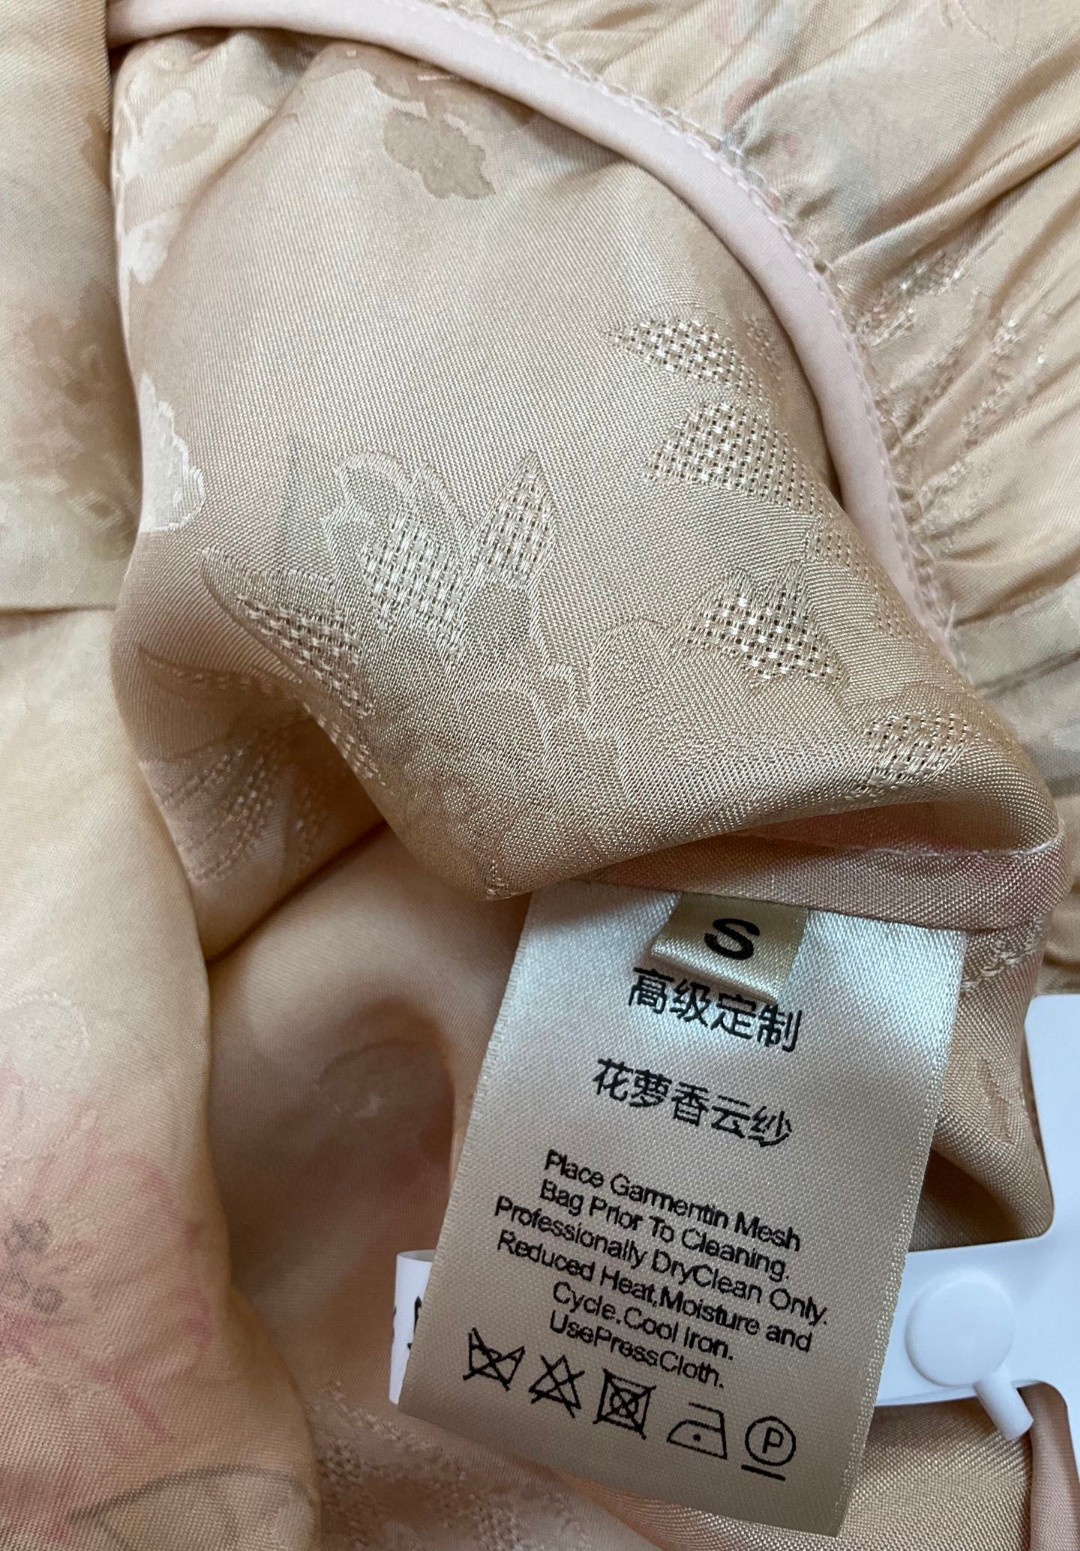 S
高级定制
花萝香云纱
Place Garmentin Mesh
Bag Prior To Cleaning.
Professionally DryClean Only.
Reduced Heat,Moisture and
Cycle.Cool Iron.
UsePressCloth.
P